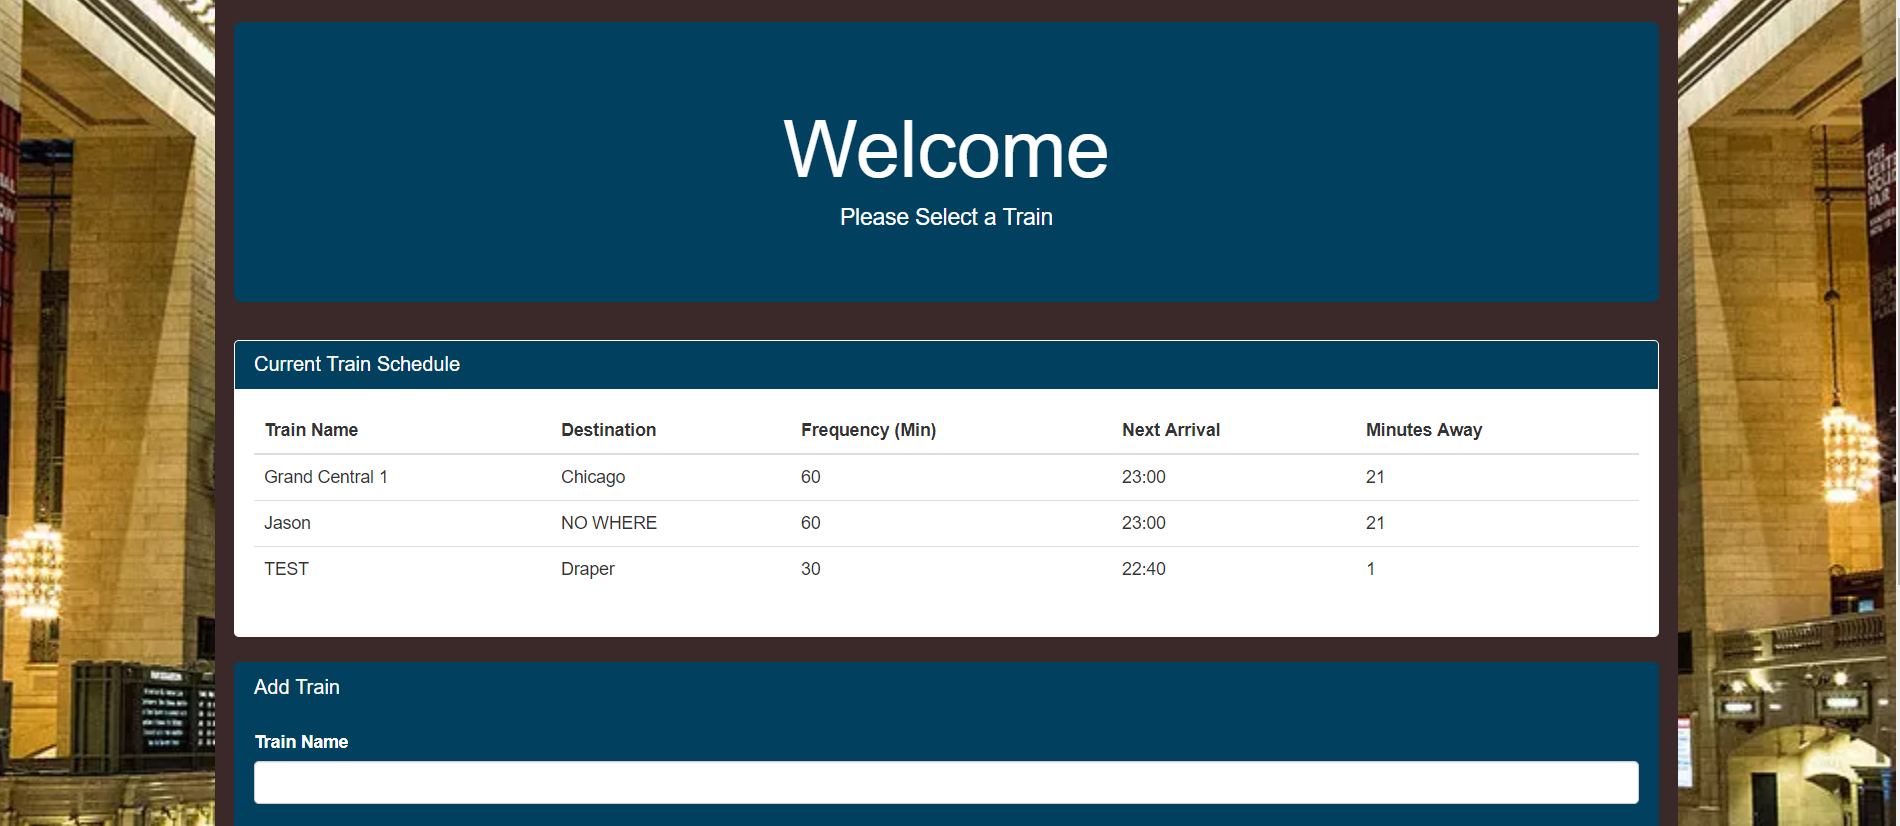 Welcome
Please Select a Train
Current Train Schedule
Train Name Destination Frequency (Min) Next Arrival Minutes Away
Grand Central 1 Chicago 60 23:00 21
Jason NO WHERE 60 23:00 21
TEST Draper 30 22:40 1
Add Train
Train Name
THE
FAR